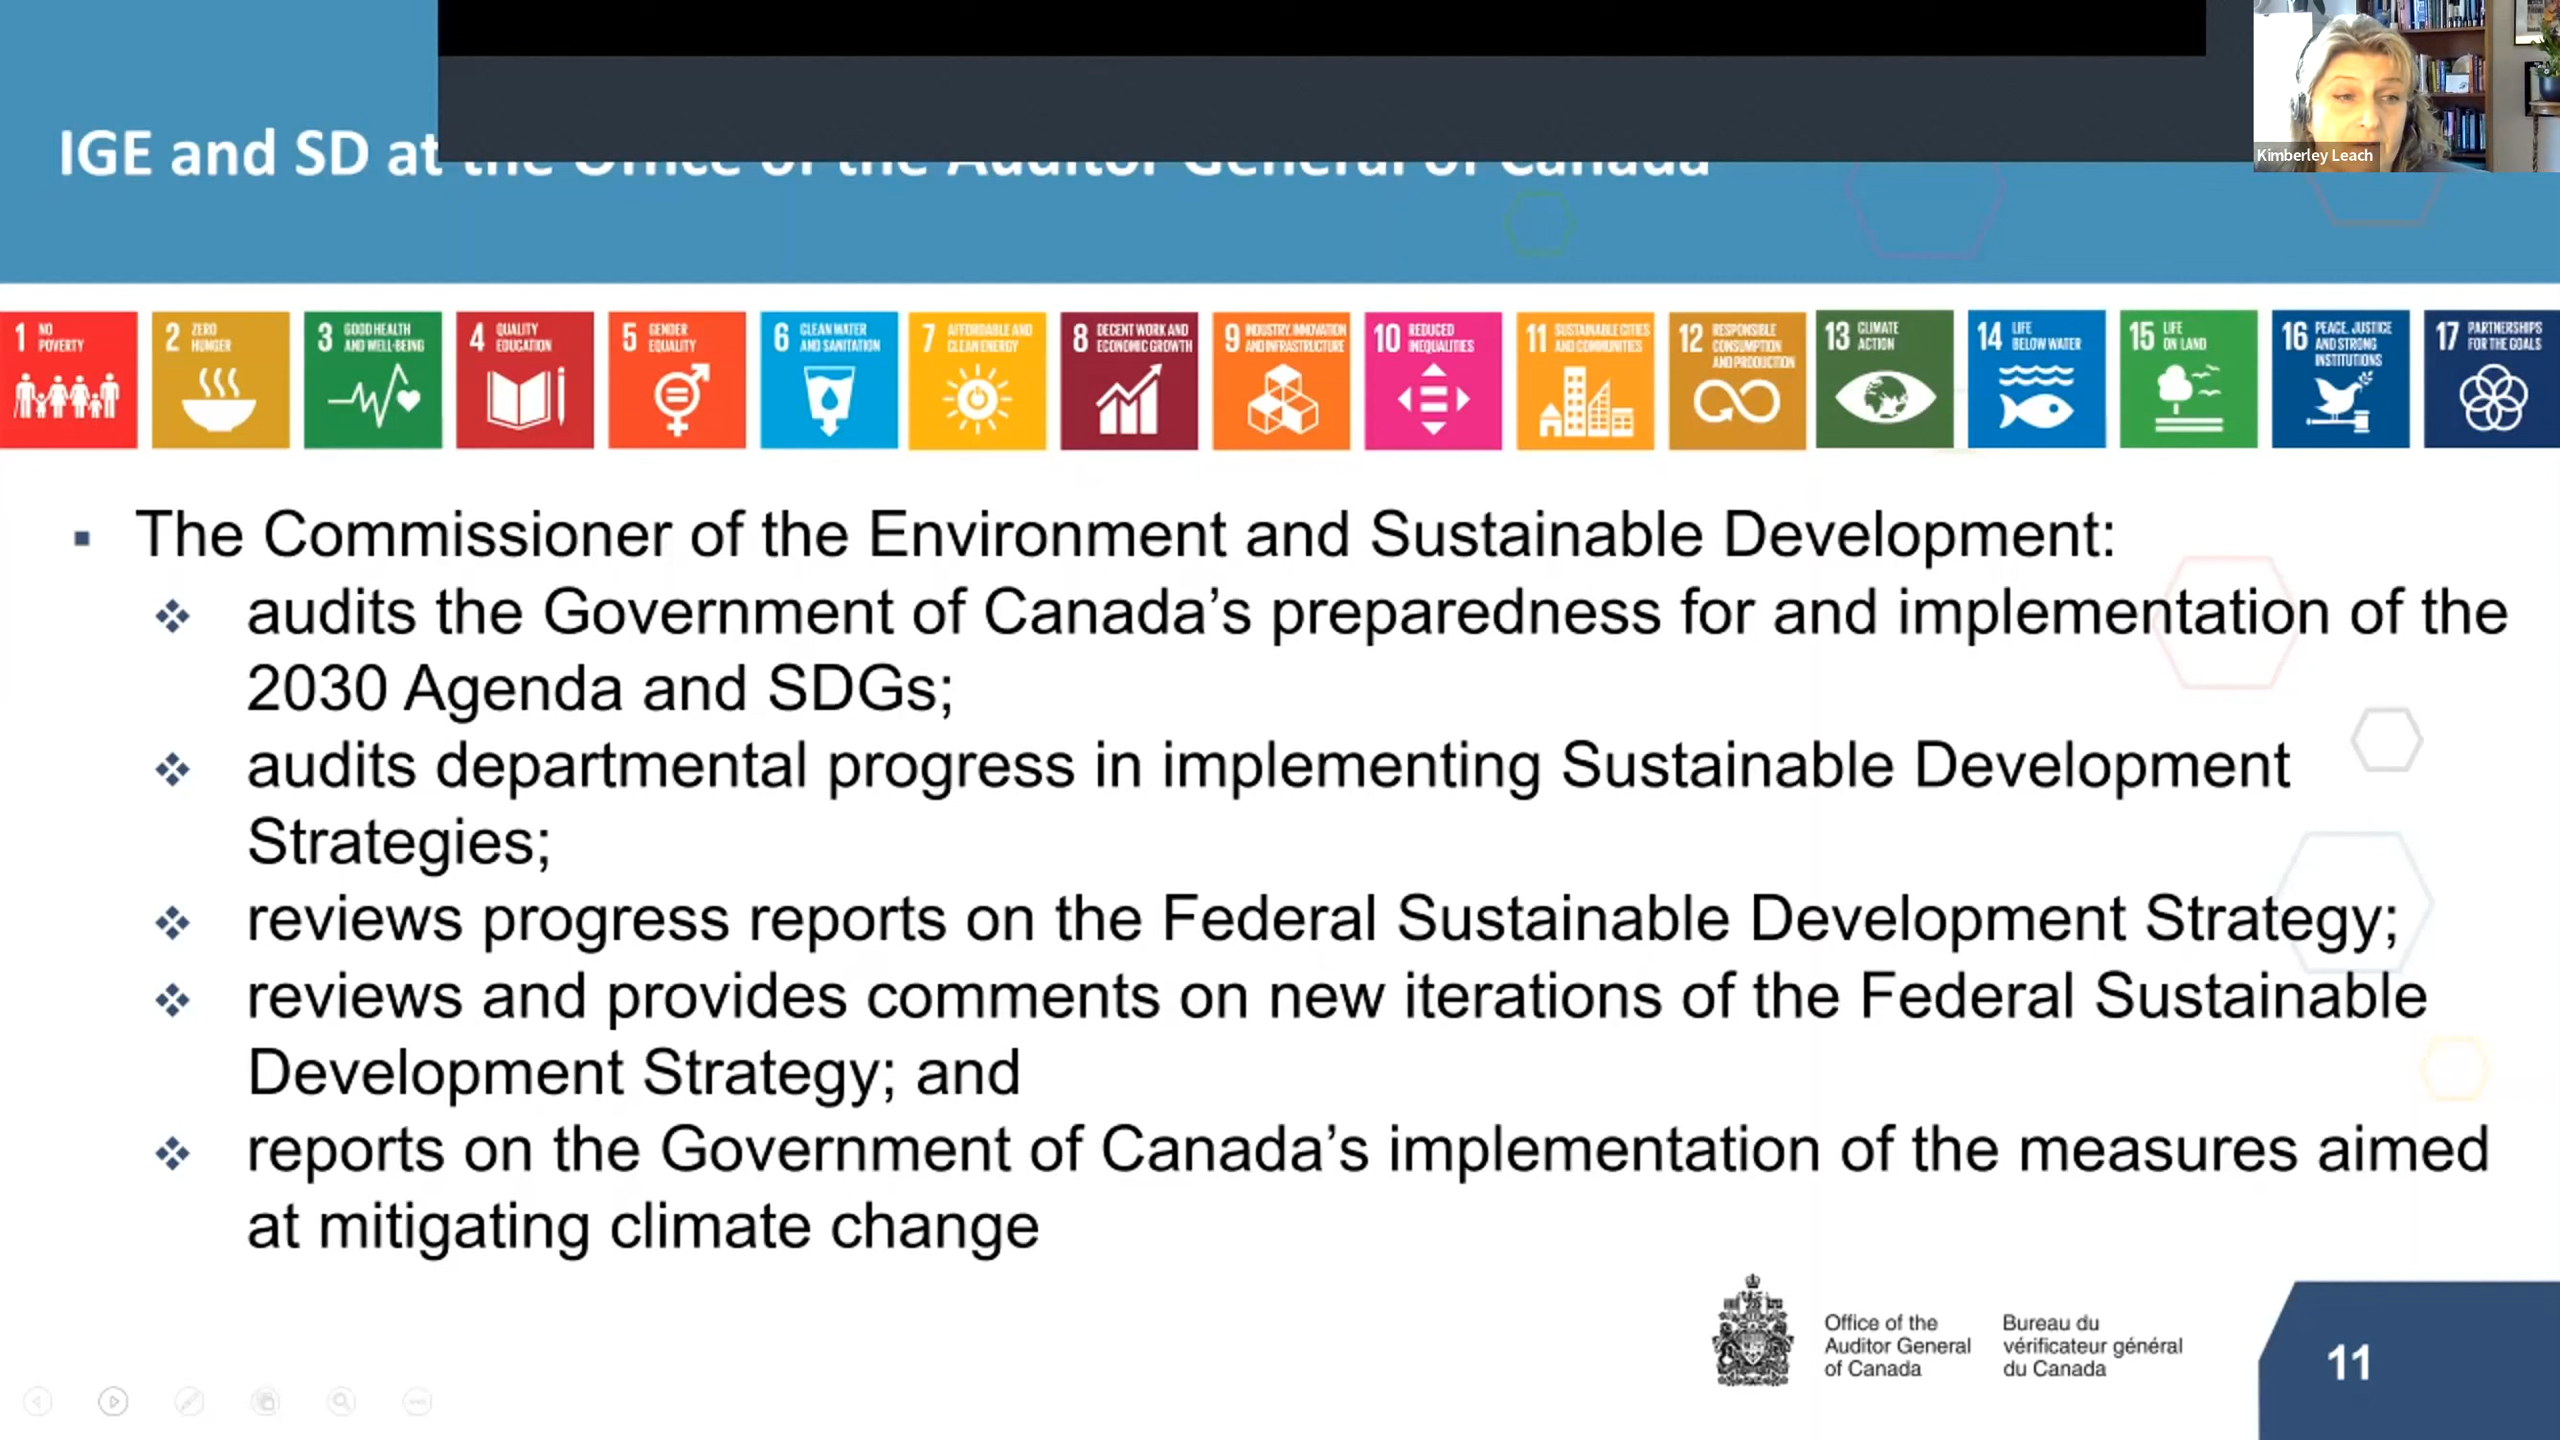 IGE and SD at the Office of the Auditor General of Canada
Kimberley Leach
1 NO POVERTY
2 ZERO HUNGER
3 GOOD HEALTH AND WELL-BEING
4 QUALITY EDUCATION
5 GENDER EQUALITY
6 CLEAN WATER AND SANITATION
7 AFFORDABLE AND CLEAN ENERGY
8 DECENT WORK AND ECONOMIC GROWTH
9 INDUSTRY, INNOVATION AND INFRASTRUCTURE
10 REDUCED INEQUALITIES
11 SUSTAINABLE CITIES AND COMMUNITIES
12 RESPONSIBLE CONSUMPTION AND PRODUCTION
13 CLIMATE ACTION
14 LIFE BELOW WATER
15 LIFE ON LAND
16 PEACE, JUSTICE AND STRONG INSTITUTIONS
17 PARTNERSHIPS FOR THE GOALS
▪ The Commissioner of the Environment and Sustainable Development:
❖ audits the Government of Canada’s preparedness for and implementation of the
2030 Agenda and SDGs;
❖ audits departmental progress in implementing Sustainable Development
Strategies;
❖ reviews progress reports on the Federal Sustainable Development Strategy;
❖ reviews and provides comments on new iterations of the Federal Sustainable
Development Strategy; and
❖ reports on the Government of Canada’s implementation of the measures aimed
at mitigating climate change
Office of the
Auditor General
of Canada
Bureau du
vérificateur général
du Canada
11